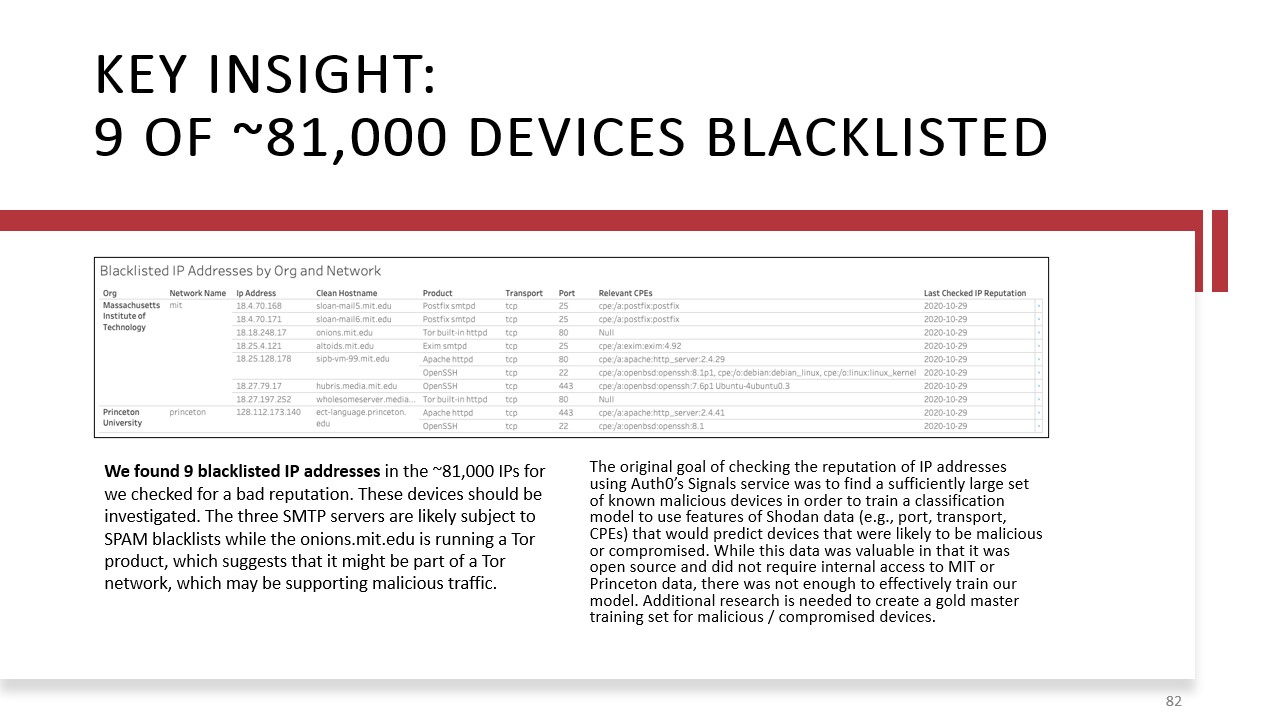 KEY INSIGHT:
9 OF ~81,000 DEVICES BLACKLISTED
Blacklisted IP Addresses by Org and Network
Org Network Name Ip Address Clean Hostname Product Transport Port Relevant CPEs Last Checked IP Reputation
Massachusetts Institute of Technology mit 18.4.70.168 sloan-mail5.mit.edu Postfix smtpd tcp 25 cpe:/a:postfix:postfix 2020-10-29
18.4.70.171 sloan-mail6.mit.edu Postfix smtpd tcp 25 cpe:/a:postfix:postfix 2020-10-29
18.18.248.17 onions.mit.edu Tor built-in httpd tcp 80 Null 2020-10-29
18.25.4.121 altoids.mit.edu Exim smtpd tcp 25 cpe:/a:exim:exim:4.92 2020-10-29
18.25.128.178 sipb-vm-99.mit.edu Apache httpd tcp 80 cpe:/a:apache:http_server:2.4.29 2020-10-29
OpenSSH tcp 22 cpe:/a:openbsd:openssh:8.1p1, cpe:/o:debian:debian_linux, cpe:/o:linux:linux_kernel 2020-10-29
18.27.79.17 hubris.media.mit.edu OpenSSH tcp 443 cpe:/a:openbsd:openssh:7.6p1 Ubuntu-4ubuntu0.3 2020-10-29
18.27.197.252 wholesomeserver.media... Tor built-in httpd tcp 80 Null 2020-10-29
Princeton University princeton 128.112.173.140 ect-language.princeton.edu Apache httpd tcp 443 cpe:/a:apache:http_server:2.4.41 2020-10-29
OpenSSH tcp 22 cpe:/a:openbsd:openssh:8.1 2020-10-29
We found 9 blacklisted IP addresses in the ~81,000 IPs for
we checked for a bad reputation. These devices should be
investigated. The three SMTP servers are likely subject to
SPAM blacklists while the onions.mit.edu is running a Tor
product, which suggests that it might be part of a Tor
network, which may be supporting malicious traffic.
The original goal of checking the reputation of IP addresses
using Auth0's Signals service was to find a sufficiently large set
of known malicious devices in order to train a classification
model to use features of Shodan data (e.g., port, transport,
CPEs) that would predict devices that were likely to be malicious
or compromised. While this data was valuable in that it was
open source and did not require internal access to MIT or
Princeton data, there was not enough to effectively train our
model. Additional research is needed to create a gold master
training set for malicious / compromised devices.
82